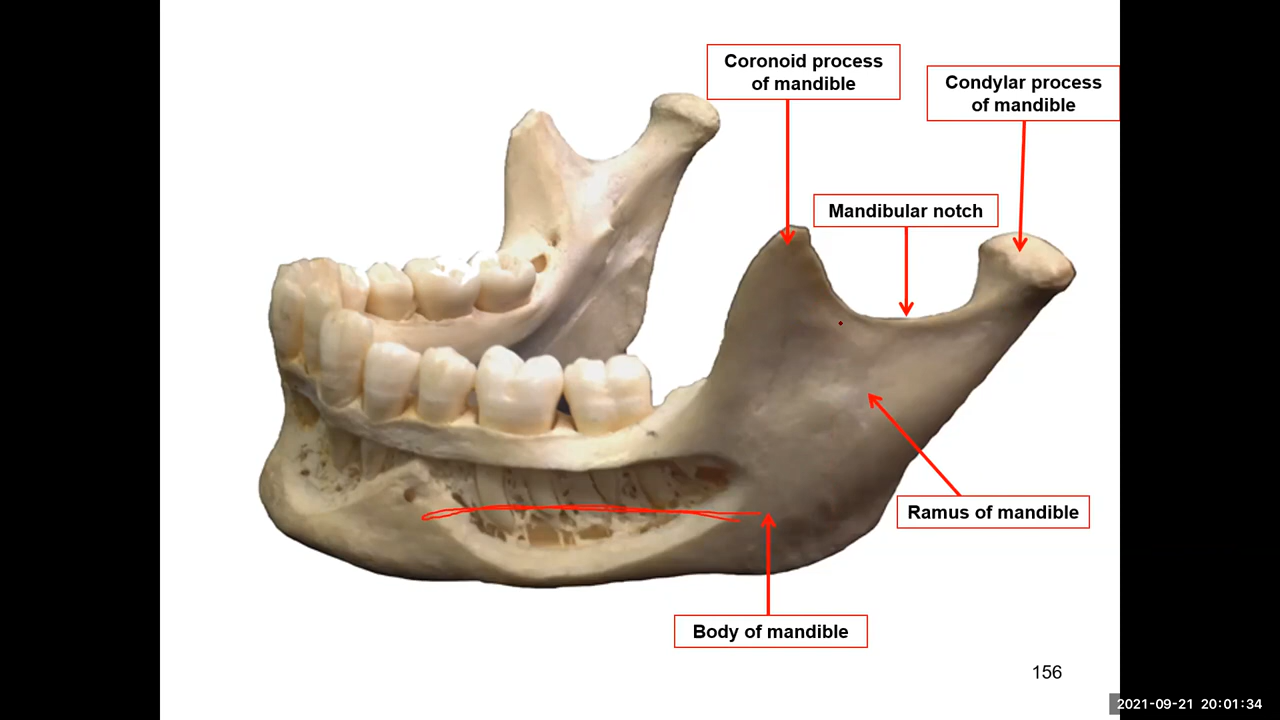 Coronoid process
of mandible
Condylar process
of mandible
Mandibular notch
Ramus of mandible
Body of mandible
156
2021-09-21 20:01:34